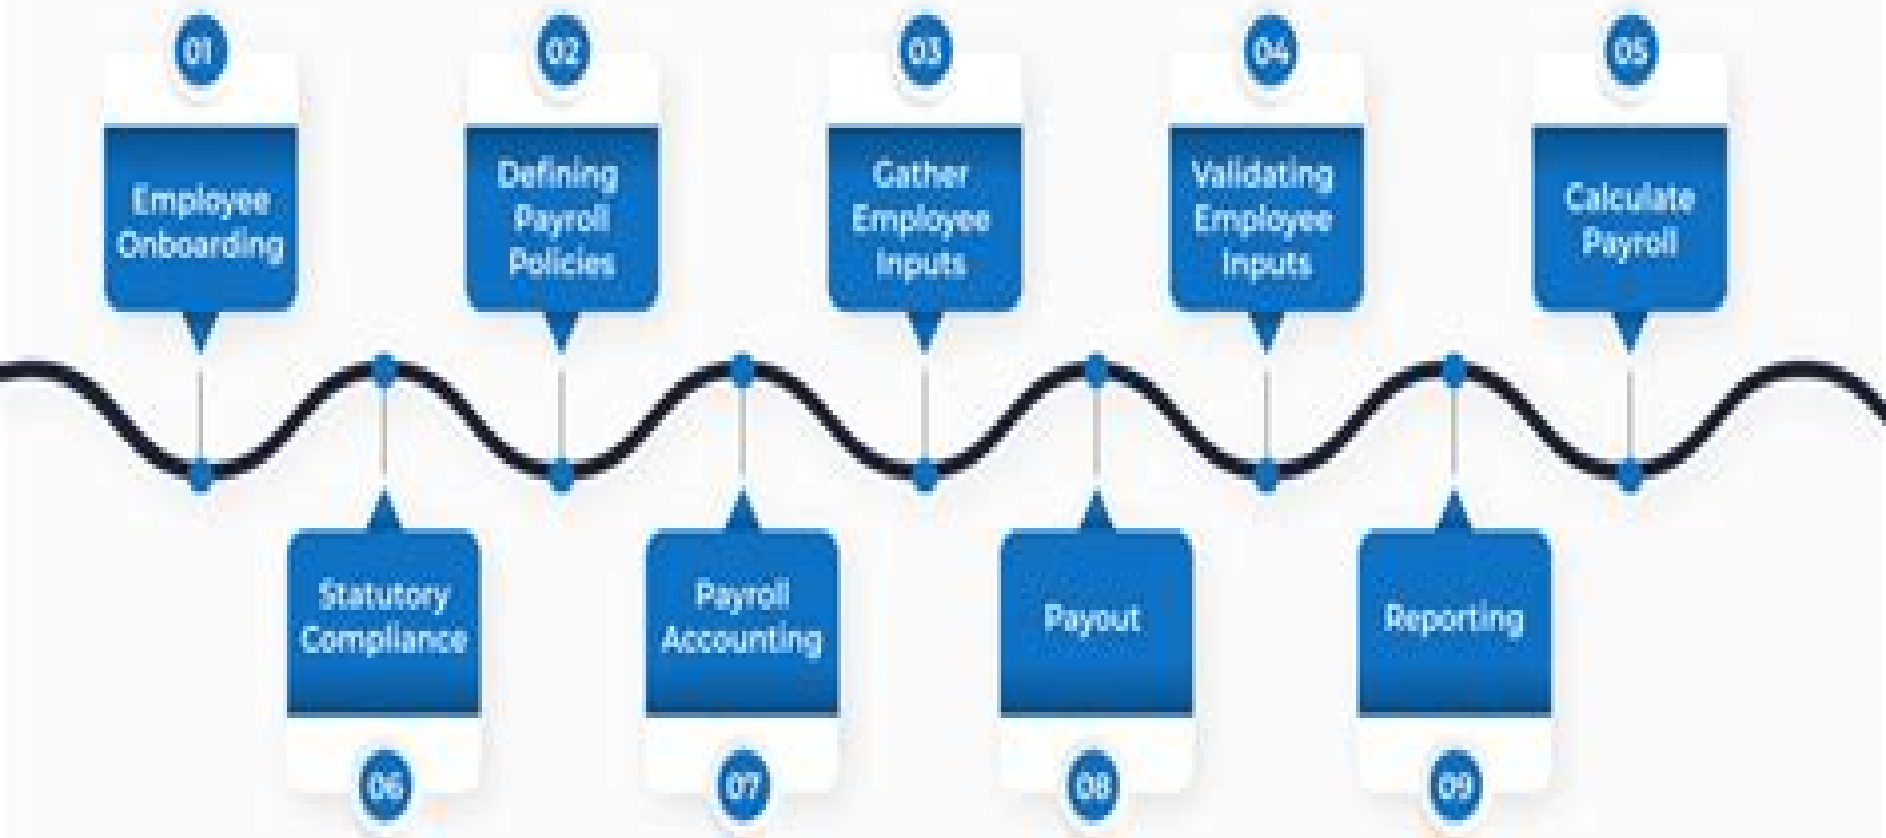 01
Employee
Onboarding
02
Defining
Payroll
Policies
03
Gather
Employee
Inputs
04
Validating
Employee
Inputs
05
Calculate
Payroll
Statutory
Compliance
06
Payroll
Accounting
07
Payout
08
Reporting
09